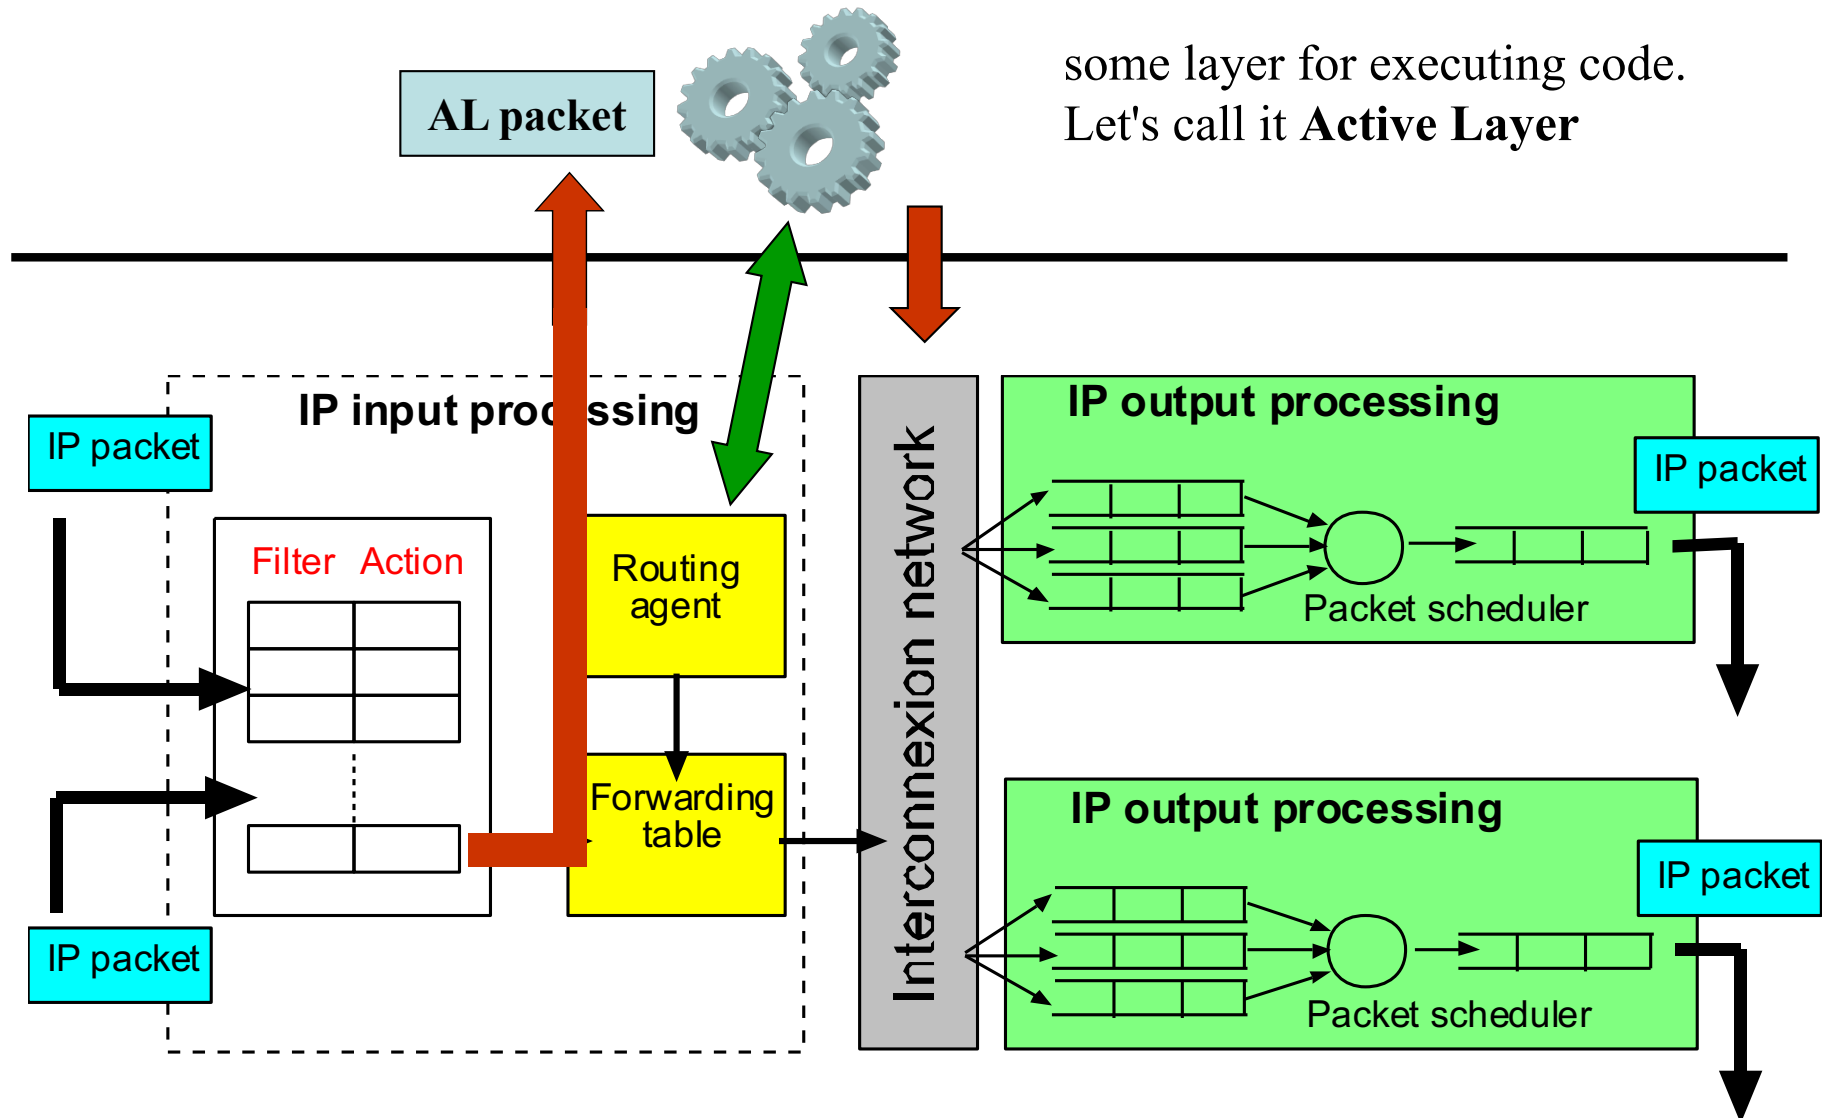 some layer for executing code.
Let's call it Active Layer
AL packet
IP input processing
IP packet
Filter Action
Routing
agent
Forwarding
table
IP packet
Interconnexion network
IP output processing
IP packet
Packet scheduler
IP output processing
IP packet
Packet scheduler